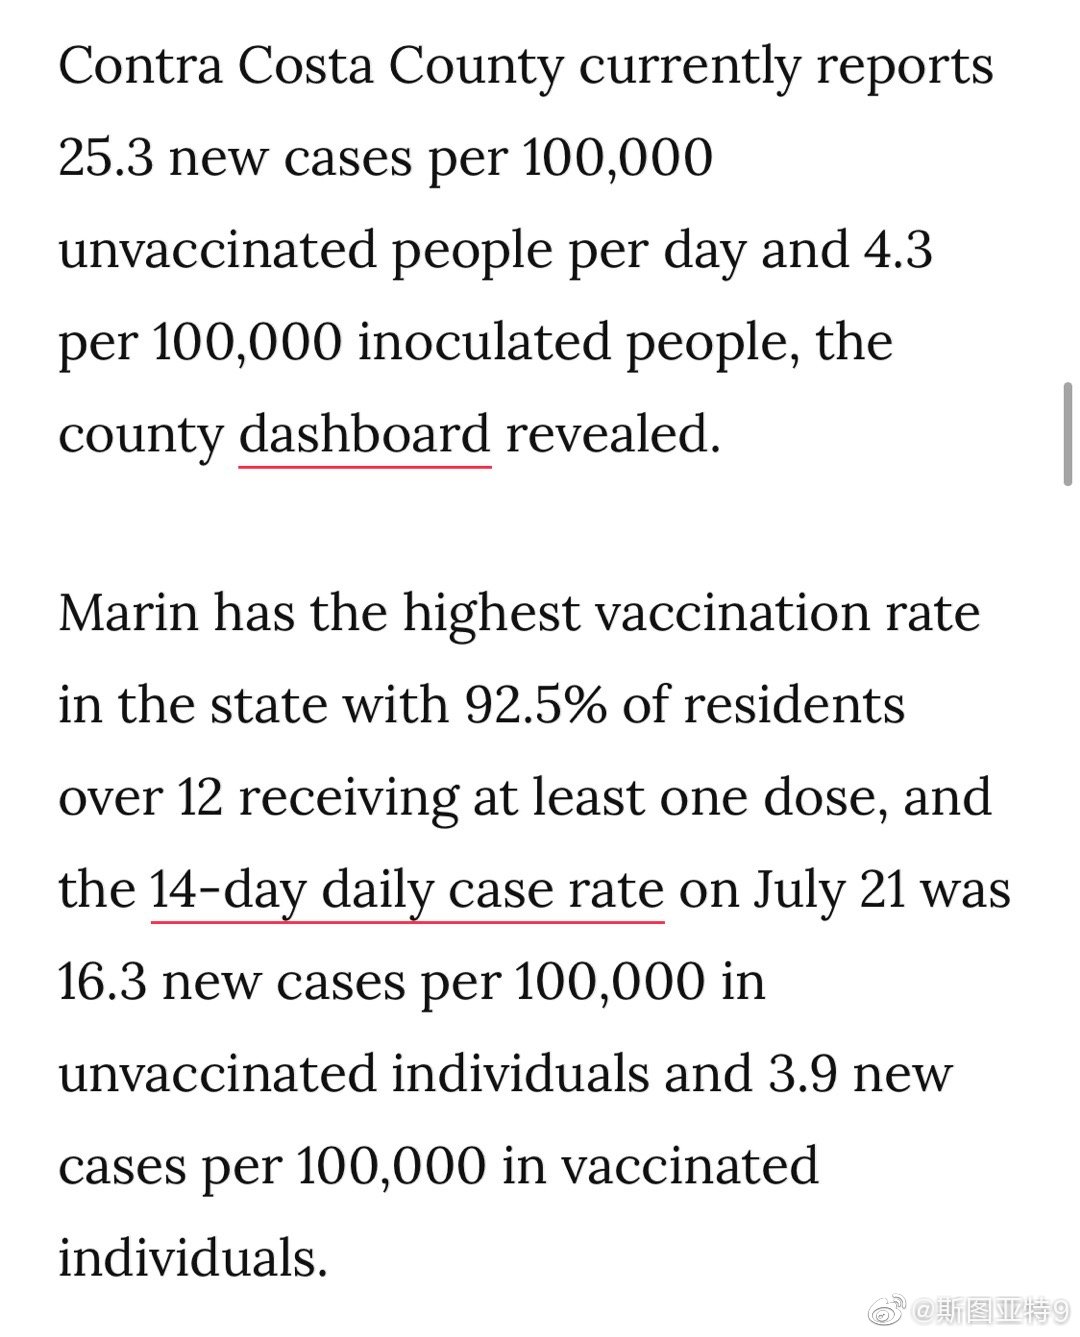 Contra Costa County currently reports
25.3 new cases per 100,000
unvaccinated people per day and 4.3
per 100,000 inoculated people, the
county dashboard revealed.
Marin has the highest vaccination rate
in the state with 92.5% of residents
over 12 receiving at least one dose, and
the 14-day daily case rate on July 21 was
16.3 new cases per 100,000 in
unvaccinated individuals and 3.9 new
cases per 100,000 in vaccinated
individuals.
@斯图亚特9